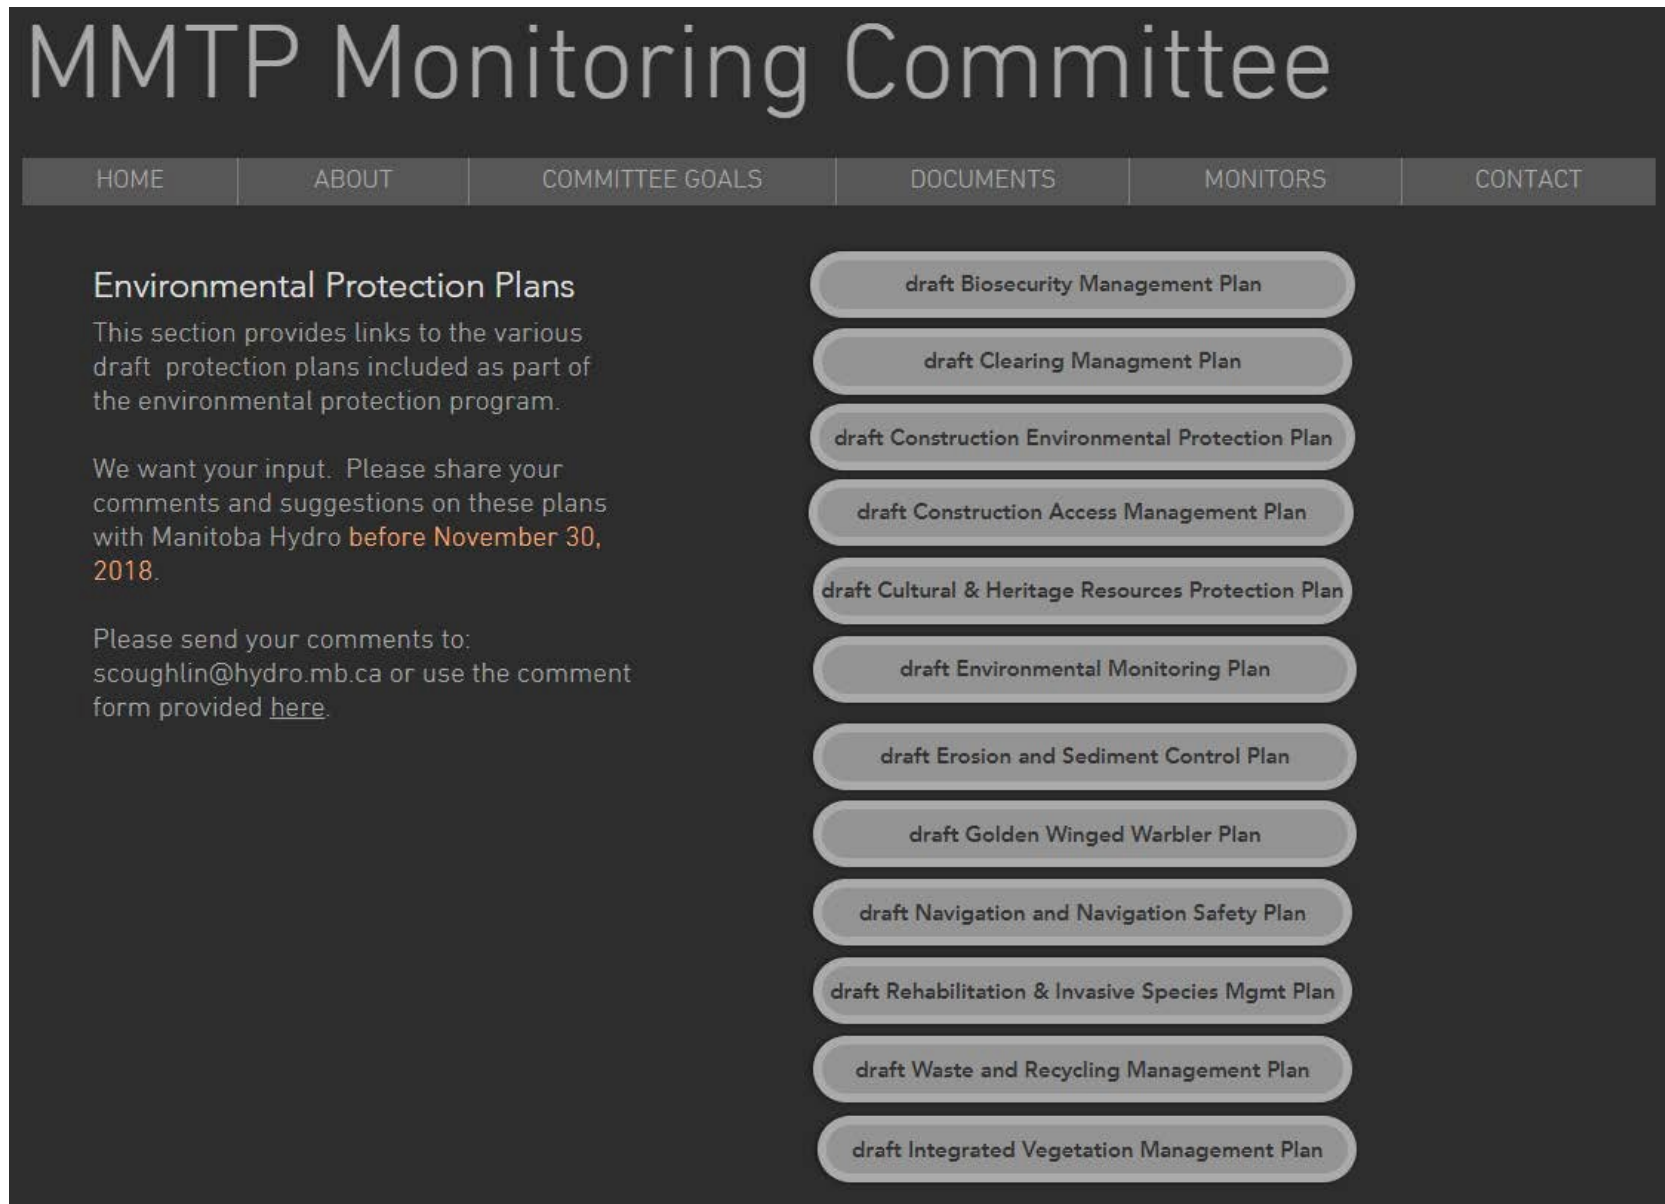 MMTP Monitoring Committee
HOME ABOUT COMMITTEE GOALS DOCUMENTS MONITORS CONTACT
Environmental Protection Plans
This section provides links to the various
draft protection plans included as part of
the environmental protection program.
We want your input. Please share your
comments and suggestions on these plans
with Manitoba Hydro before November 30,
2018.
Please send your comments to:
scoughlin@hydro.mb.ca or use the comment
form provided here.
draft Biosecurity Management Plan
draft Clearing Managment Plan
draft Construction Environmental Protection Plan
draft Construction Access Management Plan
draft Cultural & Heritage Resources Protection Plan
draft Environmental Monitoring Plan
draft Erosion and Sediment Control Plan
draft Golden Winged Warbler Plan
draft Navigation and Navigation Safety Plan
draft Rehabilitation & Invasive Species Mgmt Plan
draft Waste and Recycling Management Plan
draft Integrated Vegetation Management Plan